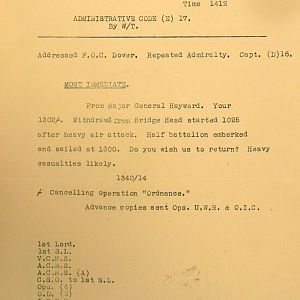 Time 1412
ADMINISTRATIVE CODE (B) 17.
By W/T.
Addressed F.O.C. Dover. Repeated Admiralty, Capt. (D)16.
MOST IMMEDIATE.
From Major General Hayward. Your
1302/4. Withdrawal from Bridge Head started 1025
after heavy air attack. Half battalion embarked
and sailed at 1300. Do you wish us to return? Heavy
casualties likely.
1340/14
Cancelling operation "Ordnance."
Advance copies sent Ops. U.W.R. & O.I.C.
1st Lord.
1st S.L.
V.C.N.S.
A.C.N.S.
A.C.N.S. (A)
C.S.O. to 1st S.L.
Ops.
O.D.